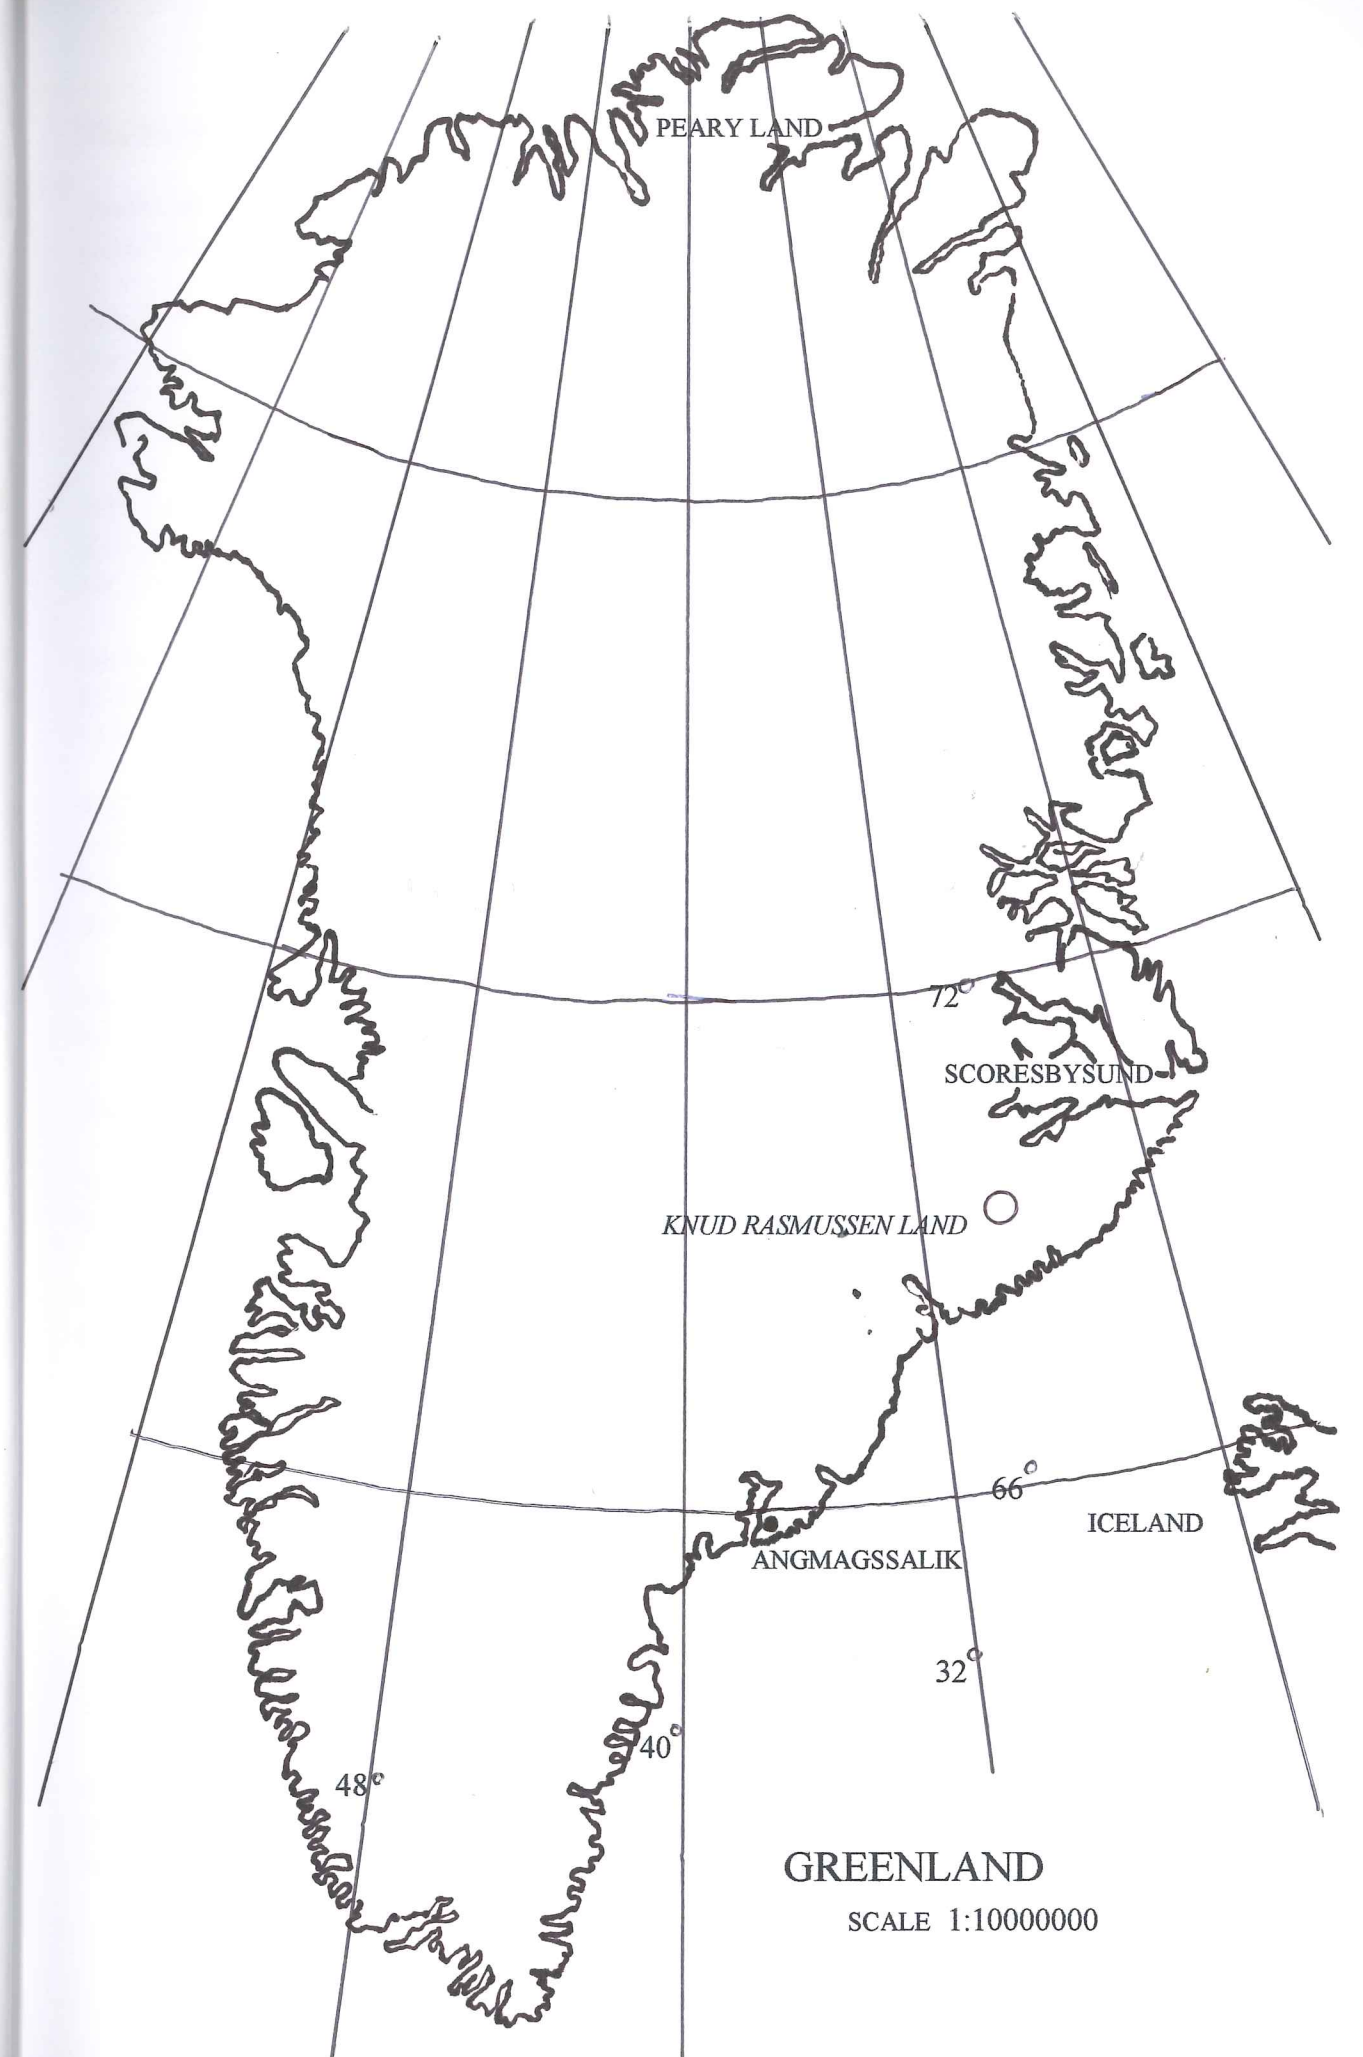 PEARY LAND
72°
SCORESBYSUND
KNUD RASMUSSEN LAND
66°
ICELAND
ANGMAGSSALIK
32°
40°
48°
GREENLAND
SCALE 1:10000000